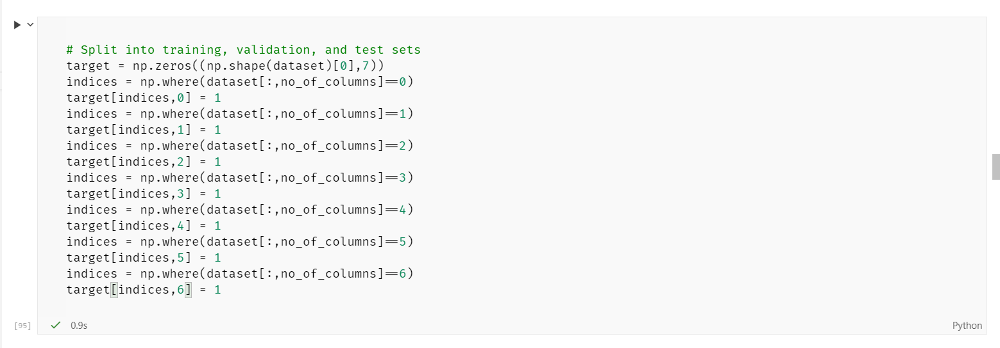 # Split into training, validation, and test sets
target = np.zeros((np.shape(dataset)[0],7))
indices = np.where(dataset[:,no_of_columns]==0)
target[indices,0] = 1
indices = np.where(dataset[:,no_of_columns]==1)
target[indices,1] = 1
indices = np.where(dataset[:,no_of_columns]==2)
target[indices,2] = 1
indices = np.where(dataset[:,no_of_columns]==3)
target[indices,3] = 1
indices = np.where(dataset[:,no_of_columns]==4)
target[indices,4] = 1
indices = np.where(dataset[:,no_of_columns]==5)
target[indices,5] = 1
indices = np.where(dataset[:,no_of_columns]==6)
target[indices,6] = 1
[95] 0.9s Python